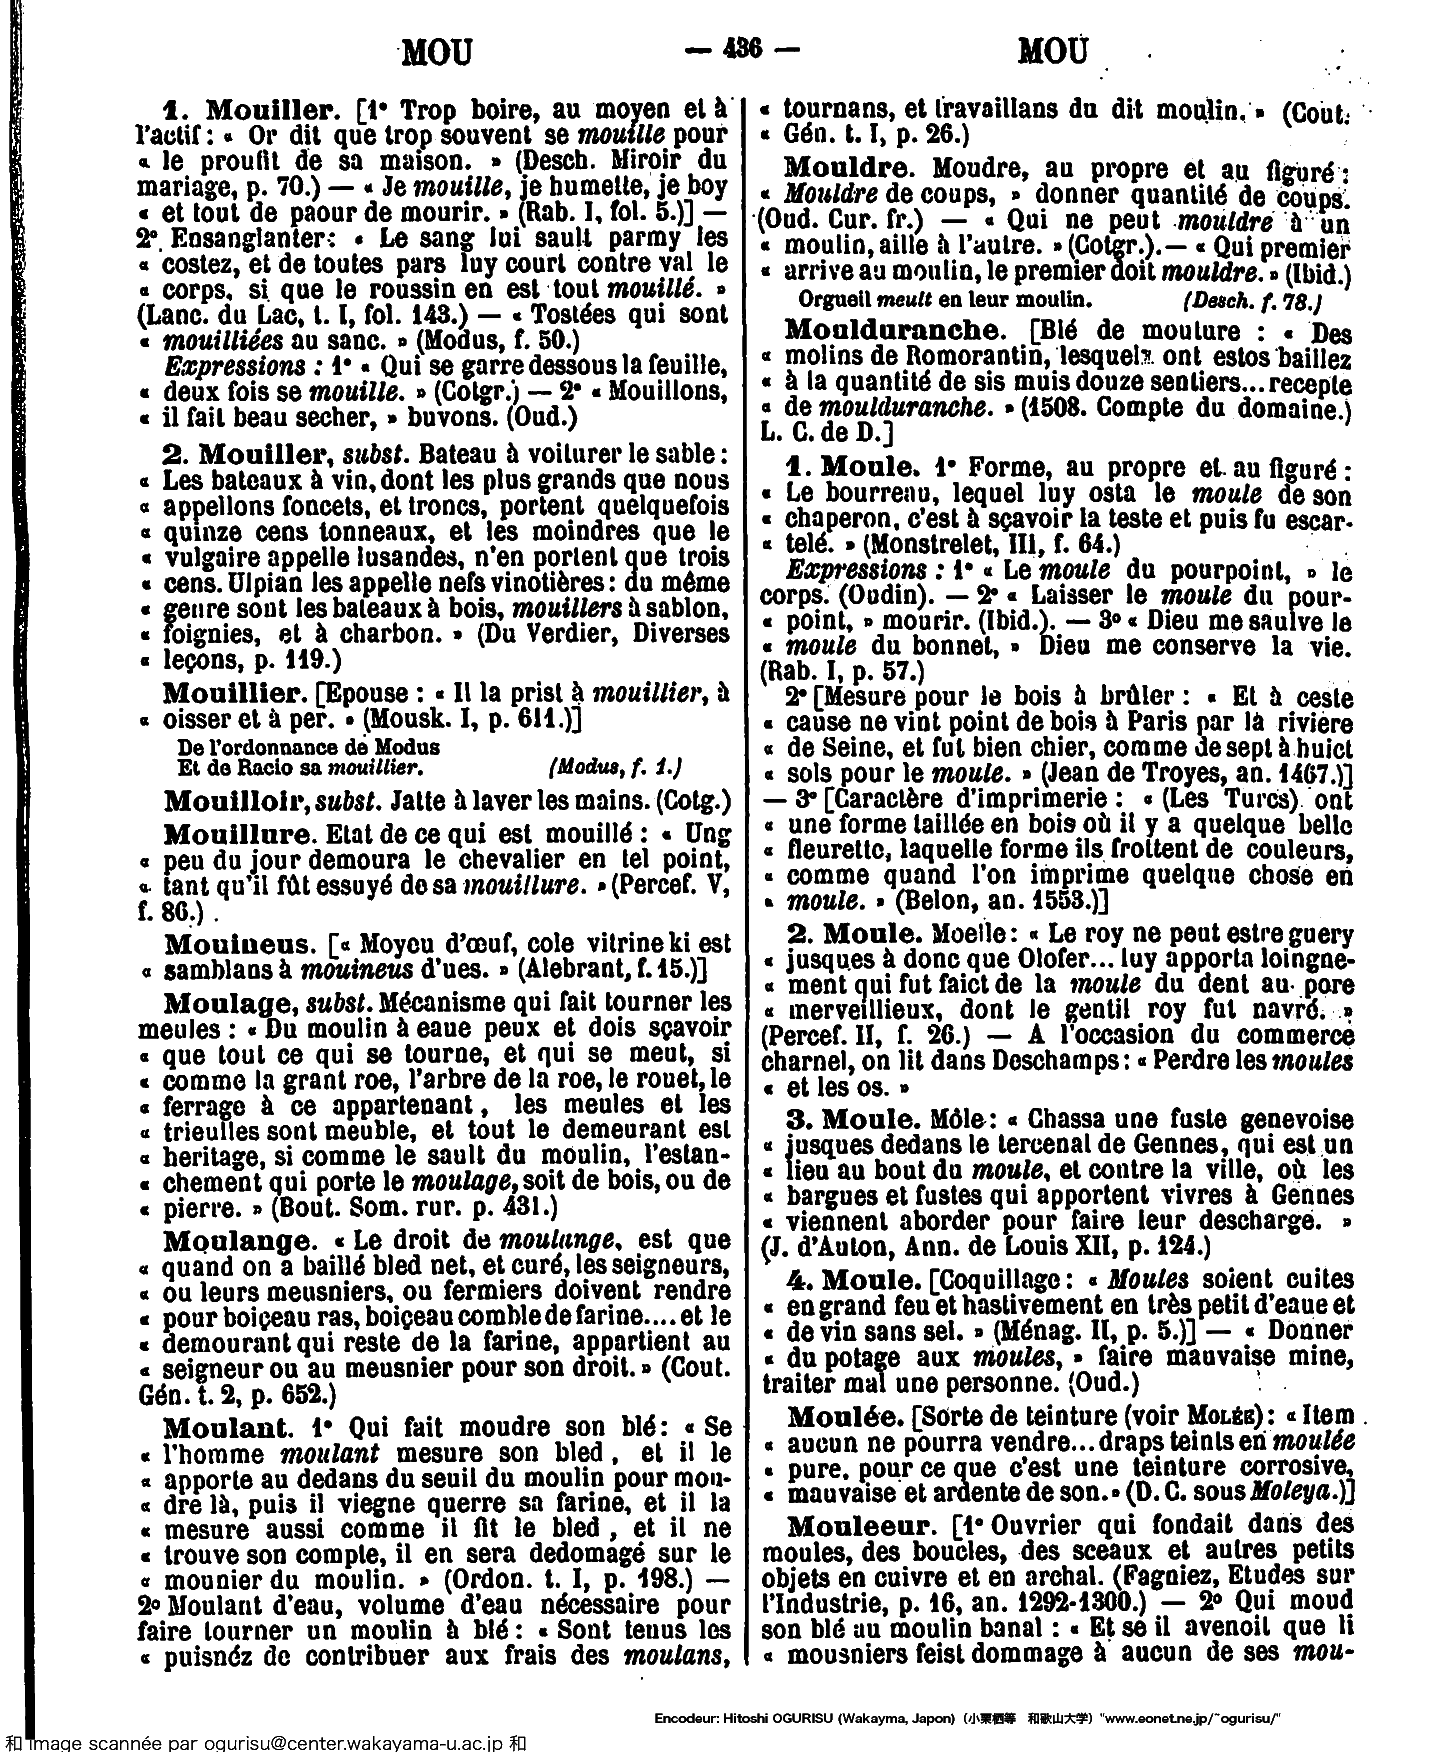 MOU — 436 — MOU
1. Mouiller. [1° Trop boire, au moyen et à
l'actif : « Or dit que trop souvent se mouille pour
« le proufit de sa maison. » (Desch. Miroir du
mariage, p. 70.) — « Je mouille, je humette, je boy
« et tout de paour de mourir. » (Rab. I, fol. 5.)] —
2° Ensanglanter : « Le sang lui sault parmy les
« costez, et de toutes pars luy court contre val le
« corps, si que le roussin en est tout mouillé. »
(Lanc. du Lac, t. I, fol. 143.) — « Tostées qui sont
« mouilliées au sanc. » (Modus, f. 50.)
Expressions : 1° « Qui se garre dessous la feuille,
« deux fois se mouille. » (Cotgr.) — 2° « Mouillons,
« il fait beau secher, » buvons. (Oud.)
2. Mouiller, subst. Bateau à voiturer le sable :
« Les bateaux à vin, dont les plus grands que nous
« appellons foncets, et troncs, portent quelquefois
« quinze cens tonneaux, et les moindres que le
« vulgaire appelle lusandes, n'en portent que trois
« cens. Ulpian les appelle nefs vinotières : du même
« genre sont les bateaux à bois, mouillers à sablon,
« foignies, et à charbon. » (Du Verdier, Diverses
« leçons, p. 119.)
Mouillier. [Epouse : « Il la prist à mouillier, à
« oisser et à per. » (Mousk. I, p. 611.)]
De l'ordonnance de Modus
Et de Racio sa mouillier. (Modus, f. 1.)
Mouilloir, subst. Jatte à laver les mains. (Cotg.)
Mouillure. Etat de ce qui est mouillé : « Ung
« peu du jour demoura le chevalier en tel point,
« tant qu'il fût essuyé de sa mouillure. » (Percef. V,
f. 86.)
Mouineus. [« Moyeu d'œuf, cole vitrine ki est
« samblans à mouineus d'ues. » (Alebrant, f. 15.)]
Moulage, subst. Mécanisme qui fait tourner les
meules : « Du moulin à eaue peux et dois sçavoir
« que tout ce qui se tourne, et qui se meut, si
« comme la grant roe, l'arbre de la roe, le rouet, le
« ferrage à ce appartenant, les meules et les
« trieulles sont meuble, et tout le demeurant est
« heritage, si comme le sault du moulin, l'estan-
« chement qui porte le moulage, soit de bois, ou de
« pierre. » (Bout. Som. rur. p. 431.)
Moulange. « Le droit de moulange, est que
« quand on a baillé bled net, et curé, les seigneurs,
« ou leurs meusniers, ou fermiers doivent rendre
« pour boiçeau ras, boiçeau comble de farine.... et le
« demourant qui reste de la farine, appartient au
« seigneur ou au meusnier pour son droit. » (Cout.
Gén. t. 2, p. 652.)
Moulant. 1° Qui fait moudre son blé : « Se
« l'homme moulant mesure son bled, et il le
« apporte au dedans du seuil du moulin pour mou-
« dre là, puis il viegne querre sa farine, et il la
« mesure aussi comme il fit le bled, et il ne
« trouve son compte, il en sera dedomagé sur le
« mounier du moulin. » (Ordon. t. I, p. 198.) —
2° Moulant d'eau, volume d'eau nécessaire pour
faire tourner un moulin à blé : « Sont tenus les
« puisnéz de contribuer aux frais des moulans,
« tournans, et travaillans du dit moulin. » (Cout.
« Gén. t. I, p. 26.)
Mouldre. Moudre, au propre et au figuré :
« Mouldre de coups, » donner quantité de coups.
(Oud. Cur. fr.) — « Qui ne peut mouldre à un
« moulin, aille à l'autre. » (Cotgr.). — « Qui premier
« arrive au moulin, le premier doit mouldre. » (Ibid.)
Orgueil meult en leur moulin. (Desch. f. 78.)
Moulduranche. [Blé de mouture : « Des
« molins de Romorantin, lesquelz ont estos baillez
« à la quantité de sis muis douze sentiers... recepte
« de moulduranche. » (1508. Compte du domaine.)
L. C. de D.]
1. Moule. 1° Forme, au propre et au figuré :
« Le bourreau, lequel luy osta le moule de son
« chaperon, c'est à sçavoir la teste et puis fu escar-
« telé. » (Monstrelet, III, f. 64.)
Expressions : 1° « Le moule du pourpoint, » le
corps. (Oudin). — 2° « Laisser le moule du pour-
« point, » mourir. (Ibid.). — 3° « Dieu me saulve le
« moule du bonnet, » Dieu me conserve la vie.
(Rab. I, p. 57.)
2° [Mesure pour le bois à brûler : « Et à ceste
« cause ne vint point de bois à Paris par la rivière
« de Seine, et fut bien chier, comme de sept à huict
« sols pour le moule. » (Jean de Troyes, an. 1467.)]
— 3° [Caractère d'imprimerie : « (Les Turcs) ont
« une forme taillée en bois où il y a quelque belle
« fleurette, laquelle forme ils frottent de couleurs,
« comme quand l'on imprime quelque chose en
« moule. » (Belon, an. 1553.)]
2. Moule. Moelle : « Le roy ne peut estre guery
« jusques à donc que Olofer... luy apporta loingne-
« ment qui fut faict de la moule du dent au porc
« merveillieux, dont le gentil roy fut navré. »
(Percef. II, f. 26.) — A l'occasion du commerce
charnel, on lit dans Deschamps : « Perdre les moules
« et les os. »
3. Moule. Môle : « Chassa une fuste genevoise
« jusques dedans le tercenal de Gennes, qui est un
« lieu au bout du moule, et contre la ville, où les
« bargues et fustes qui apportent vivres à Gennes
« viennent aborder pour faire leur descharge. »
(J. d'Auton, Ann. de Louis XII, p. 124.)
4. Moule. [Coquillage : « Moules soient cuites
« en grand feu et hastivement en très petit d'eaue et
« de vin sans sel. » (Ménag. II, p. 5.)] — « Donner
« du potage aux moules, » faire mauvaise mine,
traiter mal une personne. (Oud.)
Moulée. [Sorte de teinture (voir MOLÉE) : « Item
« aucun ne pourra vendre... draps teints en moulée
« pure, pour ce que c'est une teinture corrosive,
« mauvaise et ardente de son. » (D. C. sous Moleya.)]
Mouleeur. [1° Ouvrier qui fondait dans des
moules, des boucles, des sceaux et autres petits
objets en cuivre et en archal. (Fagniez, Etudes sur
l'Industrie, p. 16, an. 1292-1300.) — 2° Qui moud
son blé au moulin banal : « Et se il avenoit que li
« mousniers feist dommage à aucun de ses mou-
Encodeur: Hitoshi OGURISU (Wakayma, Japon) (小栗栖等 和歌山大学) "www.eonet.ne.jp/~ogurisu/"
和 Image scannée par ogurisu@center.wakayama-u.ac.jp 和